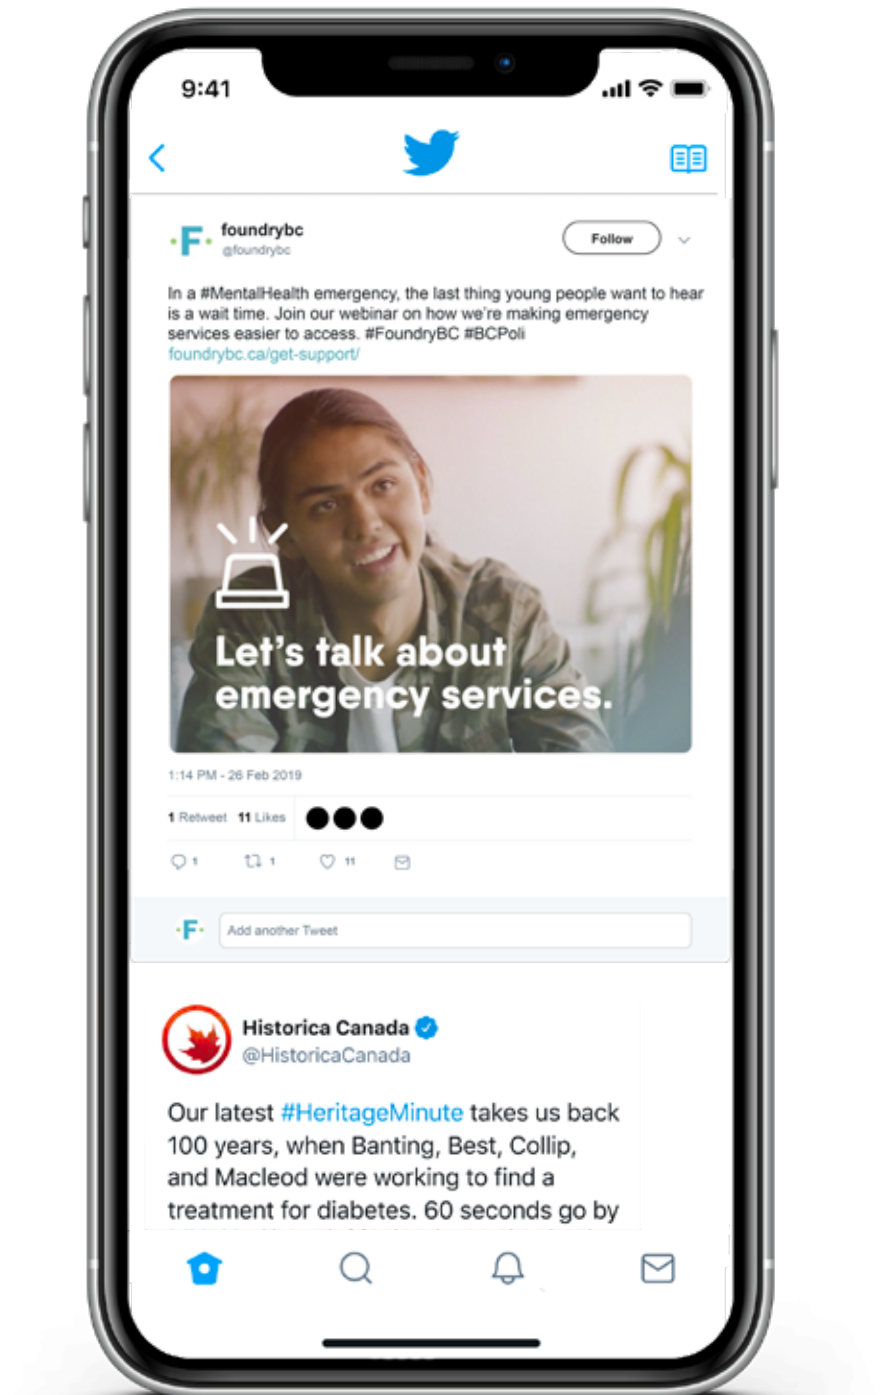 9:41
F
foundrybc
@foundrybc
Follow
In a #MentalHealth emergency, the last thing young people want to hear
is a wait time. Join our webinar on how we're making emergency
services easier to access. #FoundryBC #BCPoli
foundrybc.ca/get-support/
Let's talk about
emergency services.
1:14 PM - 26 Feb 2019
1 Retweet 11 Likes
1 1 11
F
Add another Tweet
Historica Canada
@HistoricaCanada
Our latest #HeritageMinute takes us back
100 years, when Banting, Best, Collip,
and Macleod were working to find a
treatment for diabetes. 60 seconds go by